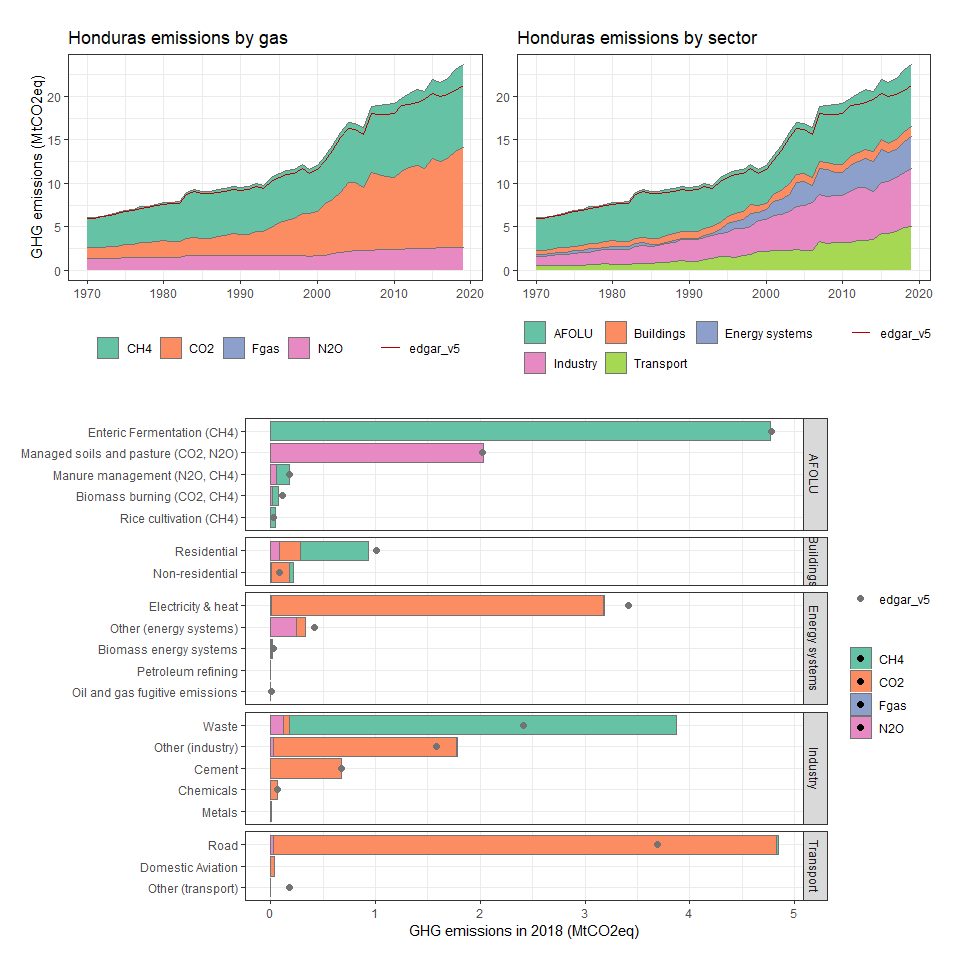 Honduras emissions by gas
GHG emissions (MtCO2eq)
20
15
10
5
0
1970 1980 1990 2000 2010 2020
CH4 CO2 Fgas N2O edgar_v5
Honduras emissions by sector
20
15
10
5
0
1970 1980 1990 2000 2010 2020
AFOLU Buildings Energy systems edgar_v5
Industry Transport
Enteric Fermentation (CH4)
Managed soils and pasture (CO2, N2O)
Manure management (N2O, CH4)
Biomass burning (CO2, CH4)
Rice cultivation (CH4)
AFOLU
Residential
Non-residential
Buildings
Electricity & heat
Other (energy systems)
Biomass energy systems
Petroleum refining
Oil and gas fugitive emissions
Energy systems
Waste
Other (industry)
Cement
Chemicals
Metals
Industry
Road
Domestic Aviation
Other (transport)
Transport
0 1 2 3 4 5
GHG emissions in 2018 (MtCO2eq)
edgar_v5
CH4
CO2
Fgas
N2O